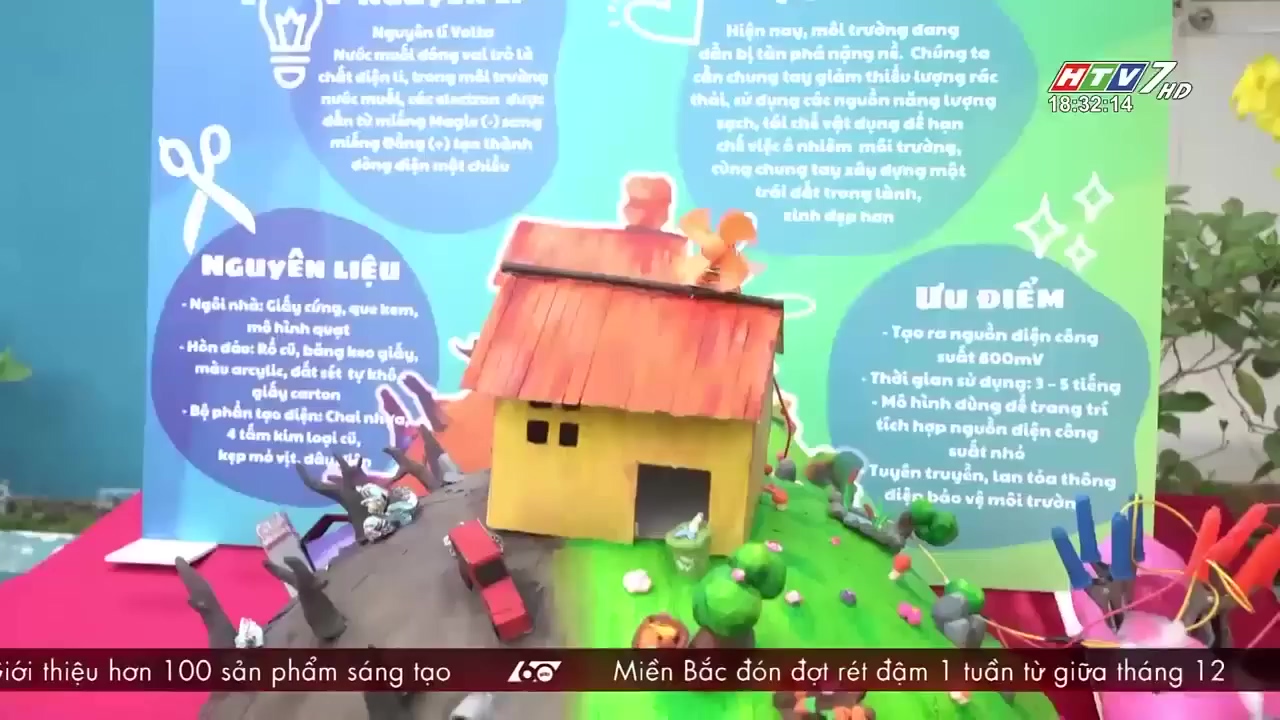 Nguyên lí Volta
Nước muối đóng vai trò là
chất điện li, trong môi trường
nước muối, các electron được
dẫn từ miếng Magie (-) sang
miếng Đồng (+) tạo thành
dòng điện một chiều
Hiện nay, môi trường đang
dần bị tàn phá nặng nề. Chúng ta
cần chung tay giảm thiểu lượng rác
thải, sử dụng các nguồn năng lượng
sạch, tái chế vật dụng để hạn
chế việc ô nhiễm môi trường,
cùng chung tay xây dựng một
trái đất trong lành,
xinh đẹp hơn
HTV7 HD
18:32:14
NGUYÊN LIỆU
- Ngôi nhà: Giấy cứng, que kem,
mô hình quạt
- Hòn đảo: Rổ cũ, băng keo giấy,
màu arcylic, đất sét tự khô,
giấy carton
- Bộ phần tạo điện: Chai nhựa,
4 tấm kim loại cũ,
kẹp mỏ vịt, dây điện
ƯU ĐIỂM
- Tạo ra nguồn điện công
suất 600mV
- Thời gian sử dụng: 3 - 5 tiếng
- Mô hình dùng để trang trí
tích hợp nguồn điện công
suất nhỏ
Tuyên truyền, lan tỏa thông
điệp bảo vệ môi trườn
Giới thiệu hơn 100 sản phẩm sáng tạo
60
Miền Bắc đón đợt rét đậm 1 tuần từ giữa tháng 12